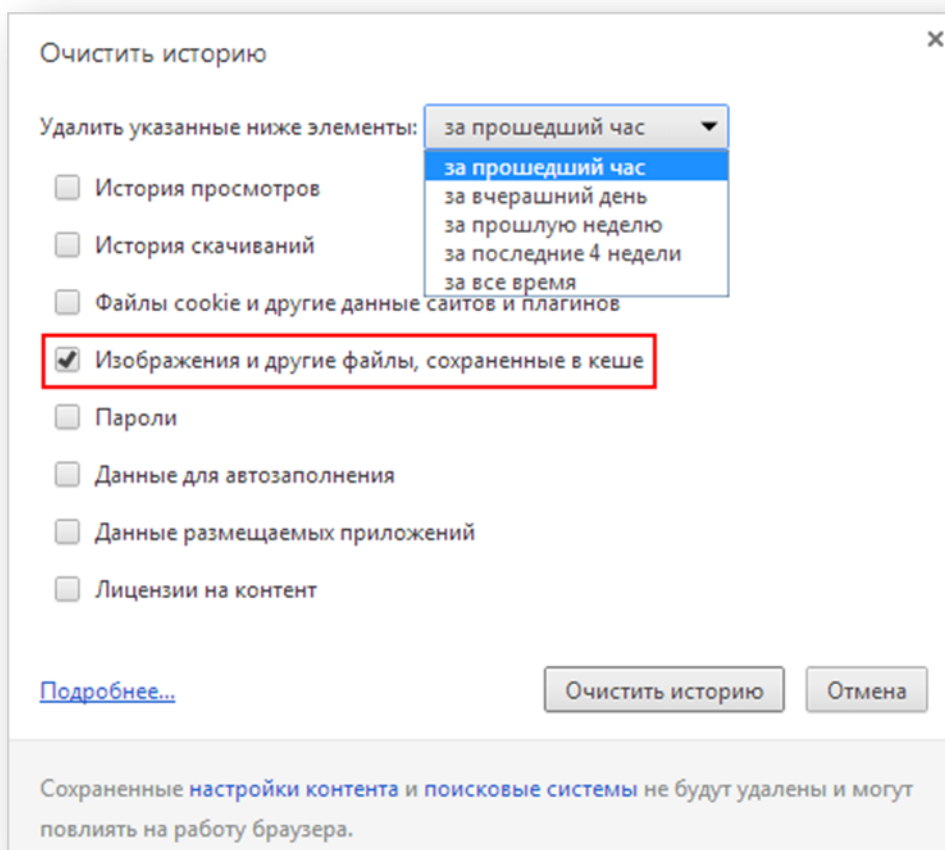 Очистить историю
Удалить указанные ниже элементы: за прошедший час
за прошедший час
за вчерашний день
за прошлую неделю
за последние 4 недели
за все время
История просмотров
История скачиваний
Файлы cookie и другие данные сайтов и плагинов
Изображения и другие файлы, сохраненные в кеше
Пароли
Данные для автозаполнения
Данные размещаемых приложений
Лицензии на контент
Подробнее...
Очистить историю
Отмена
Сохраненные настройки контента и поисковые системы не будут удалены и могут
повлиять на работу браузера.